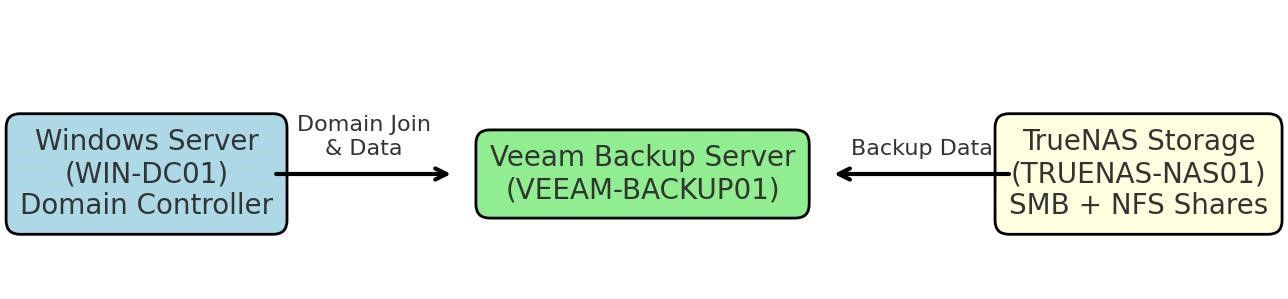 Windows Server
(WIN-DC01)
Domain Controller
Domain Join
& Data
Veeam Backup Server
(VEEAM-BACKUP01)
Backup Data
TrueNAS Storage
(TRUENAS-NAS01)
SMB + NFS Shares